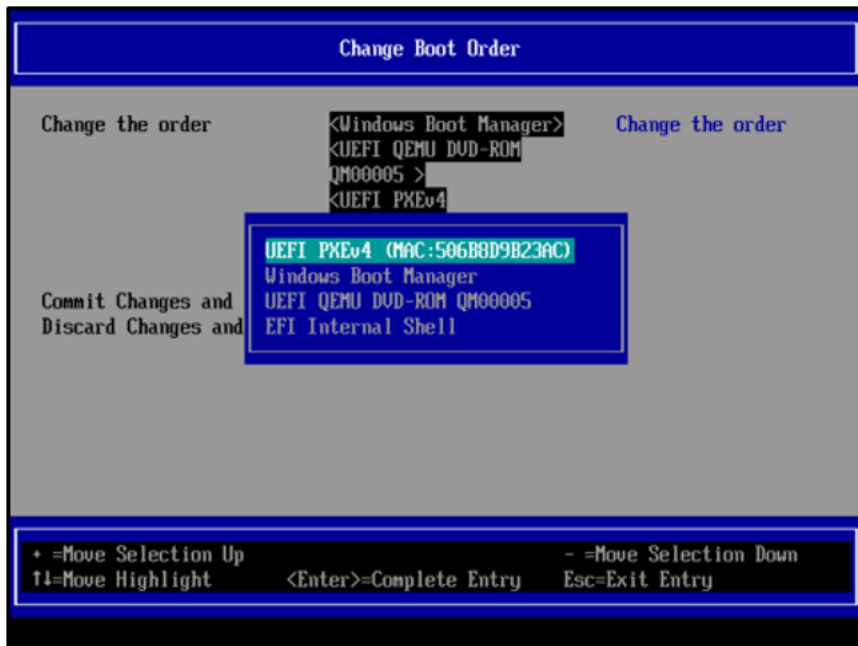 Change Boot Order
Change the order <Windows Boot Manager> Change the order
<UEFI QEMU DVD-ROM
QM00005 >
<UEFI PXEv4
UEFI PXEv4 (MAC:506B8D9B23AC)
Windows Boot Manager
Commit Changes and UEFI QEMU DVD-ROM QM00005
Discard Changes and EFI Internal Shell
+ =Move Selection Up - =Move Selection Down
↑↓=Move Highlight <Enter>=Complete Entry Esc=Exit Entry